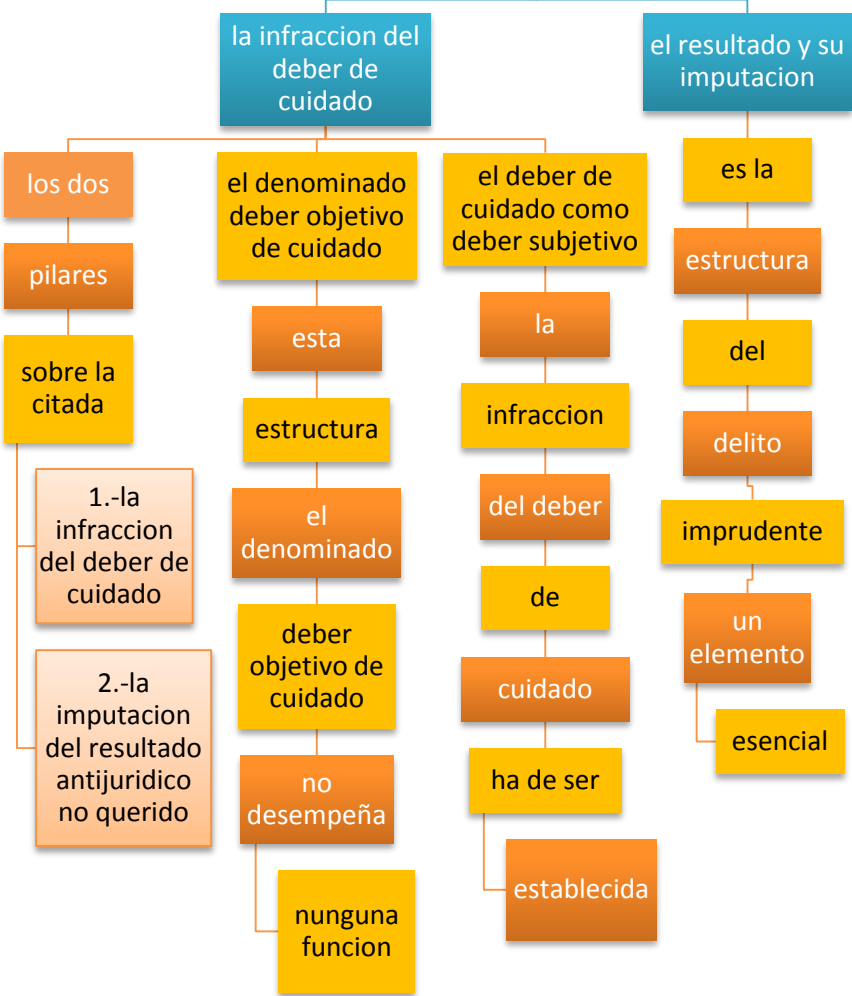 la infraccion del
deber de
cuidado
los dos
pilares
sobre la
citada
1.-la
infraccion
del deber de
cuidado
2.-la
imputacion
del resultado
antijuridico
no querido
el denominado
deber objetivo
de cuidado
esta
estructura
el
denominado
deber
objetivo de
cuidado
no
desempeña
nunguna
funcion
el deber de
cuidado como
deber subjetivo
la
infraccion
del deber
de
cuidado
ha de ser
establecida
el resultado y su
imputacion
es la
estructura
del
delito
imprudente
un
elemento
esencial